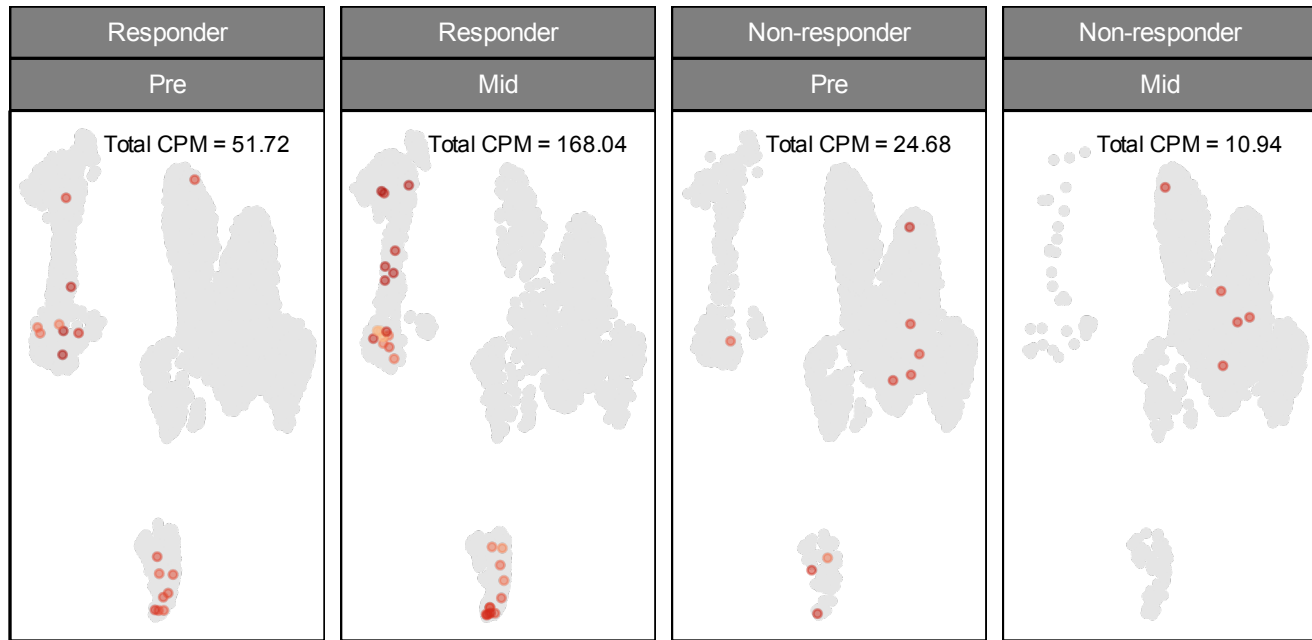 Responder
Pre
Total CPM = 51.72
Responder
Mid
Total CPM = 168.04
Non-responder
Pre
Total CPM = 24.68
Non-responder
Mid
Total CPM = 10.94